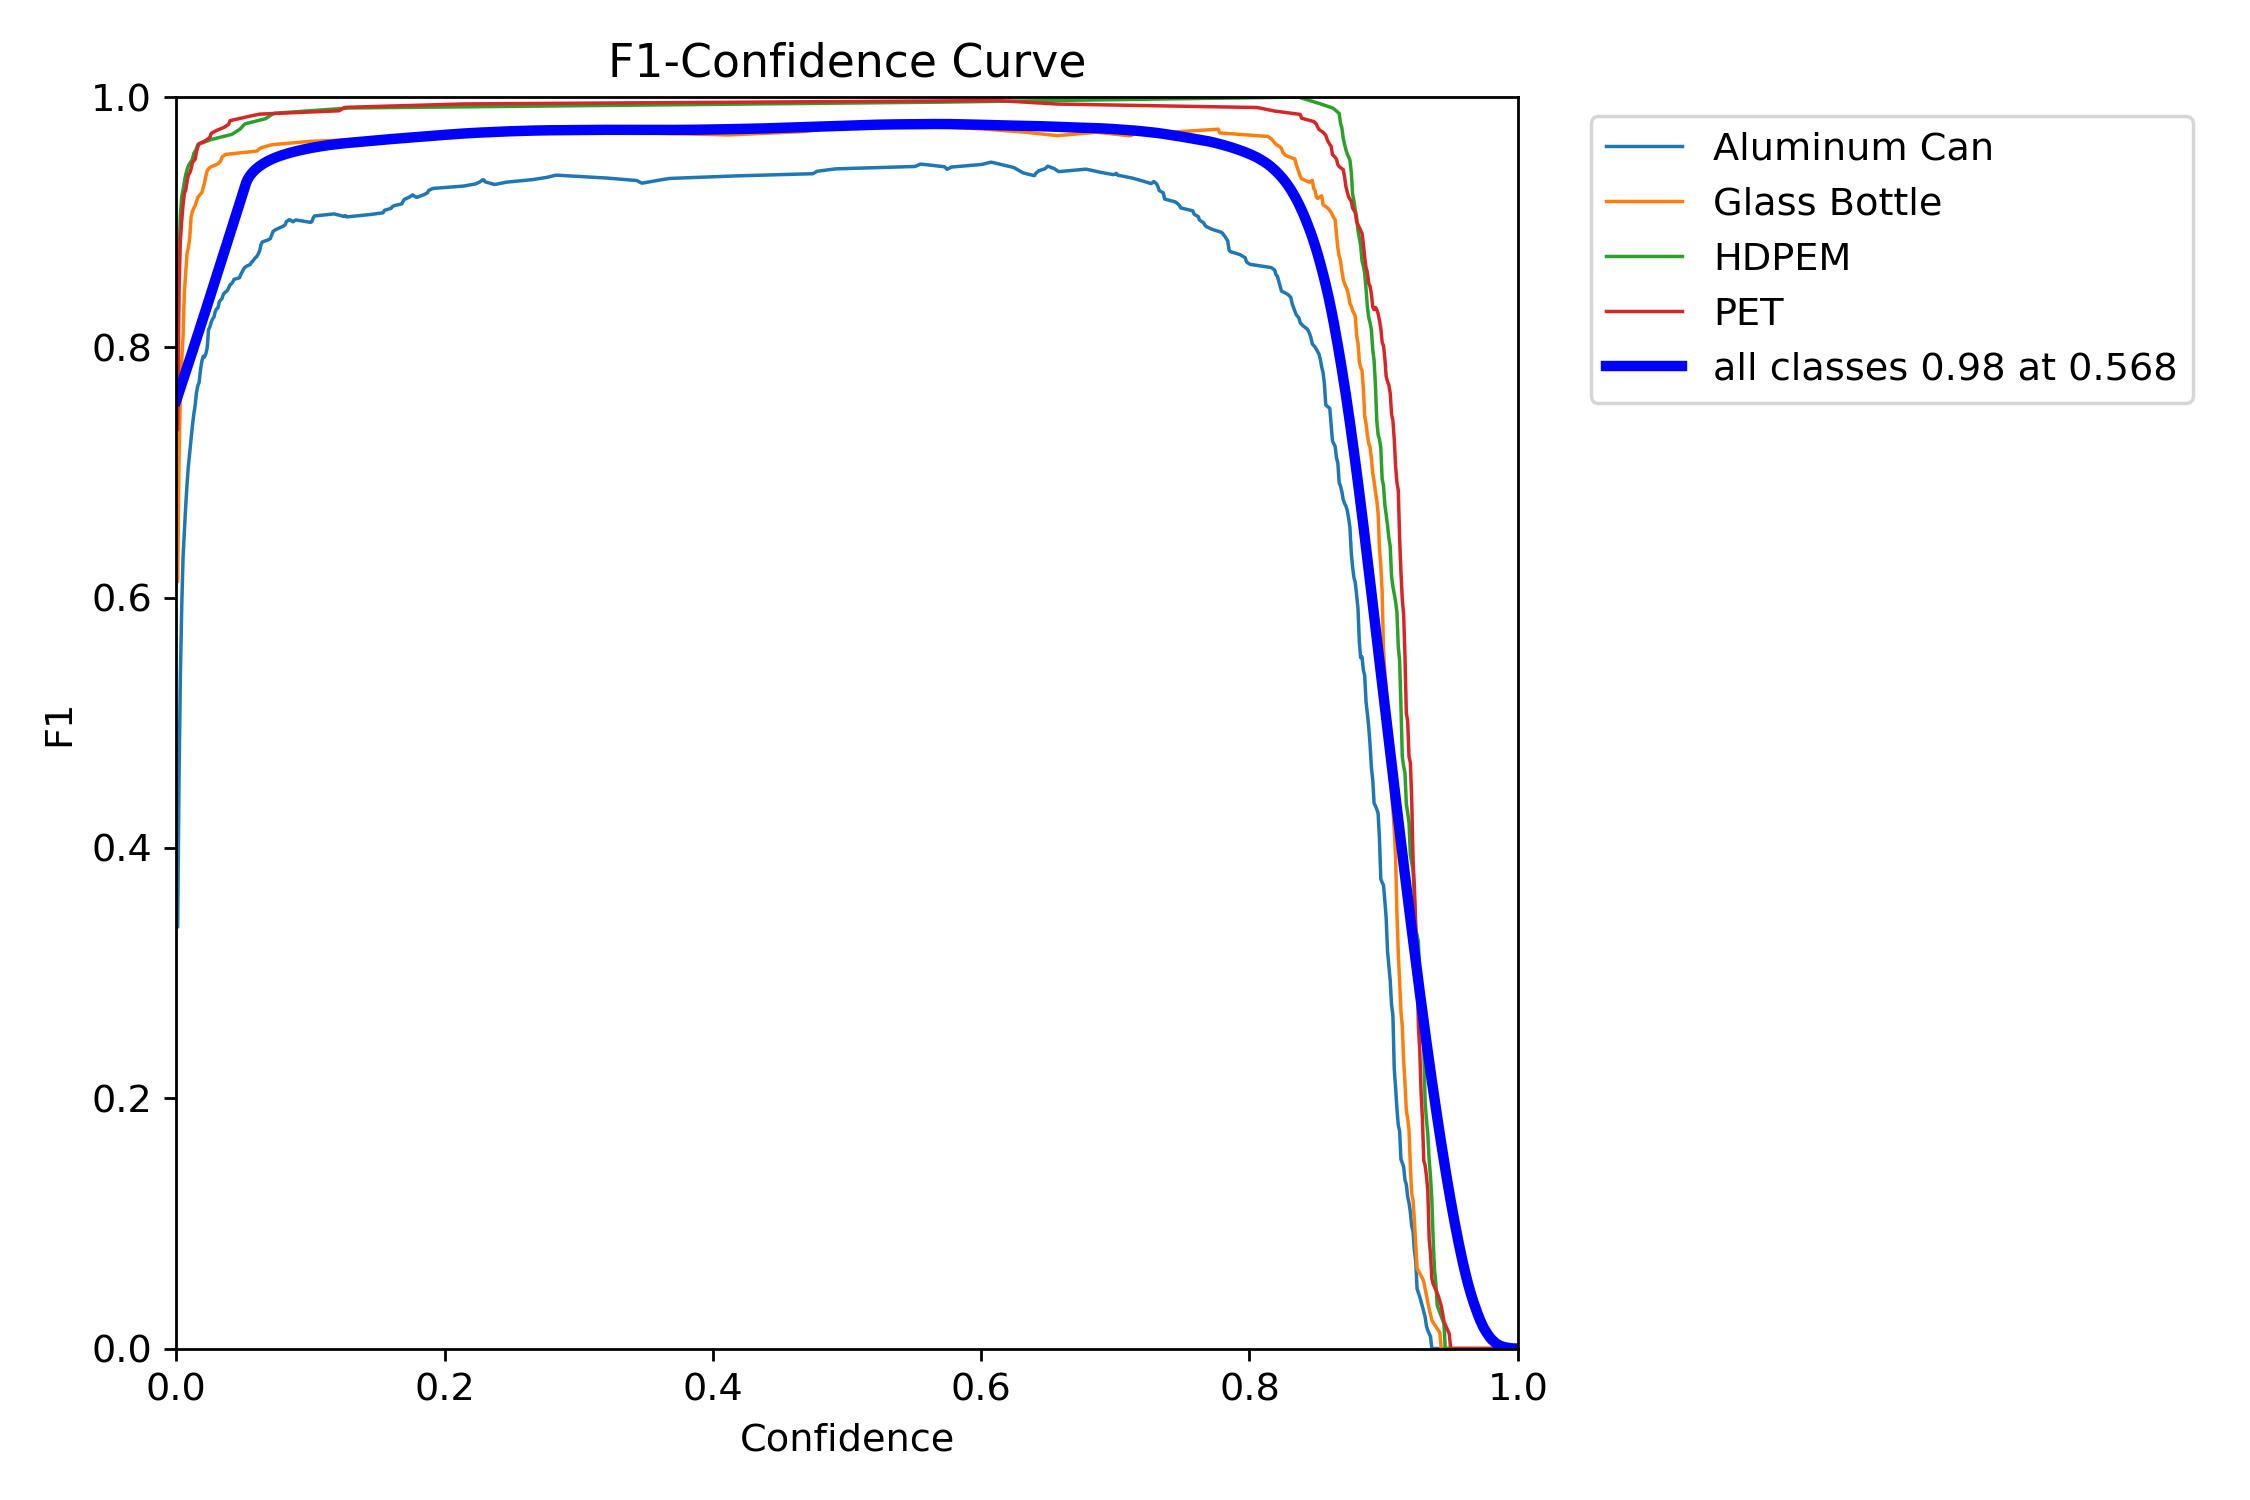 F1-Confidence Curve
1.0
0.8
0.6
0.4
0.2
0.0
F1
0.0 0.2 0.4 0.6 0.8 1.0
Confidence
Aluminum Can
Glass Bottle
HDPEM
PET
all classes 0.98 at 0.568